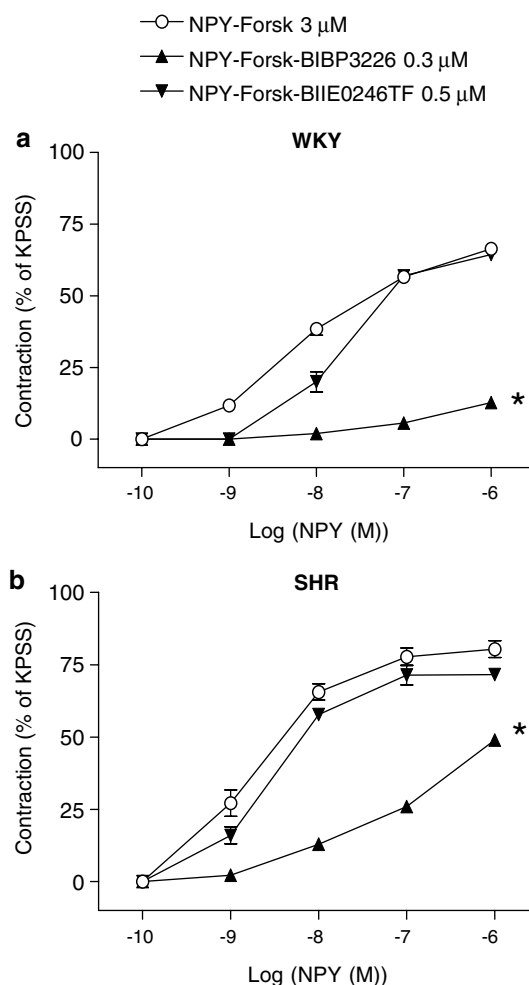 NPY-Forsk 3 μM
NPY-Forsk-BIBP3226 0.3 μM
NPY-Forsk-BIIE0246TF 0.5 μM
a
WKY
100
75
50
25
0
Contraction (% of KPSS)
*
-10 -9 -8 -7 -6
Log (NPY (M))
b
SHR
100
75
50
25
0
Contraction (% of KPSS)
*
-10 -9 -8 -7 -6
Log (NPY (M))